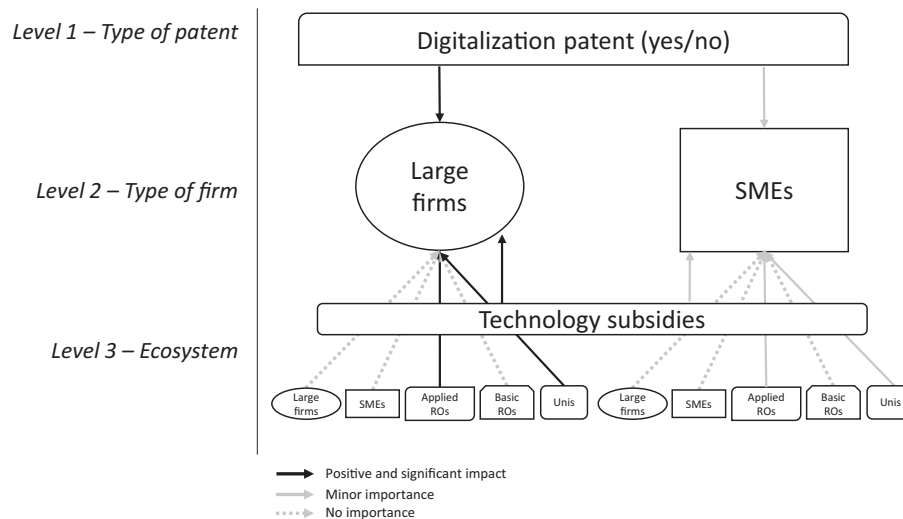 Level 1 – Type of patent
Digitalization patent (yes/no)
Level 2 – Type of firm
Large
firms
SMEs
Technology subsidies
Level 3 – Ecosystem
Large
firms
SMEs
Applied
ROs
Basic
ROs
Unis
Large
firms
SMEs
Applied
ROs
Basic
ROs
Unis
Positive and significant impact
Minor importance
No importance